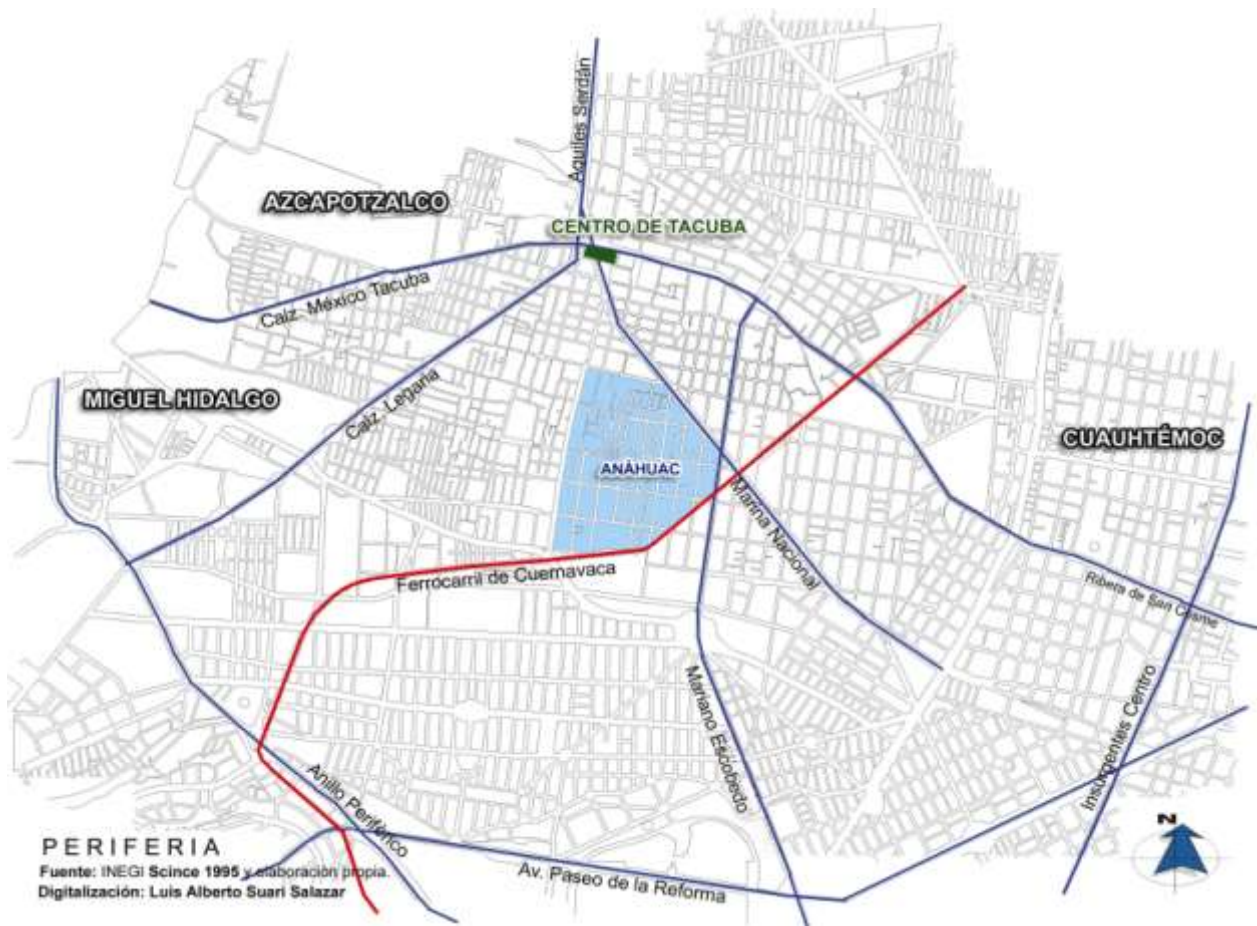 Aquiles Serdán
AZCAPOTZALCO
CENTRO DE TACUBA
Calz. México Tacuba
Calz. Legaria
MIGUEL HIDALGO
CUAUHTÉMOC
ANÁHUAC
Marina Nacional
Ferrocarril de Cuernavaca
Ribera de San Cosme
Mariano Escobedo
Insurgentes Centro
Anillo Periférico
Av. Paseo de la Reforma
N
PERIFERIA
Fuente: INEGI Scince 1995 y elaboración propia.
Digitalización: Luis Alberto Suari Salazar